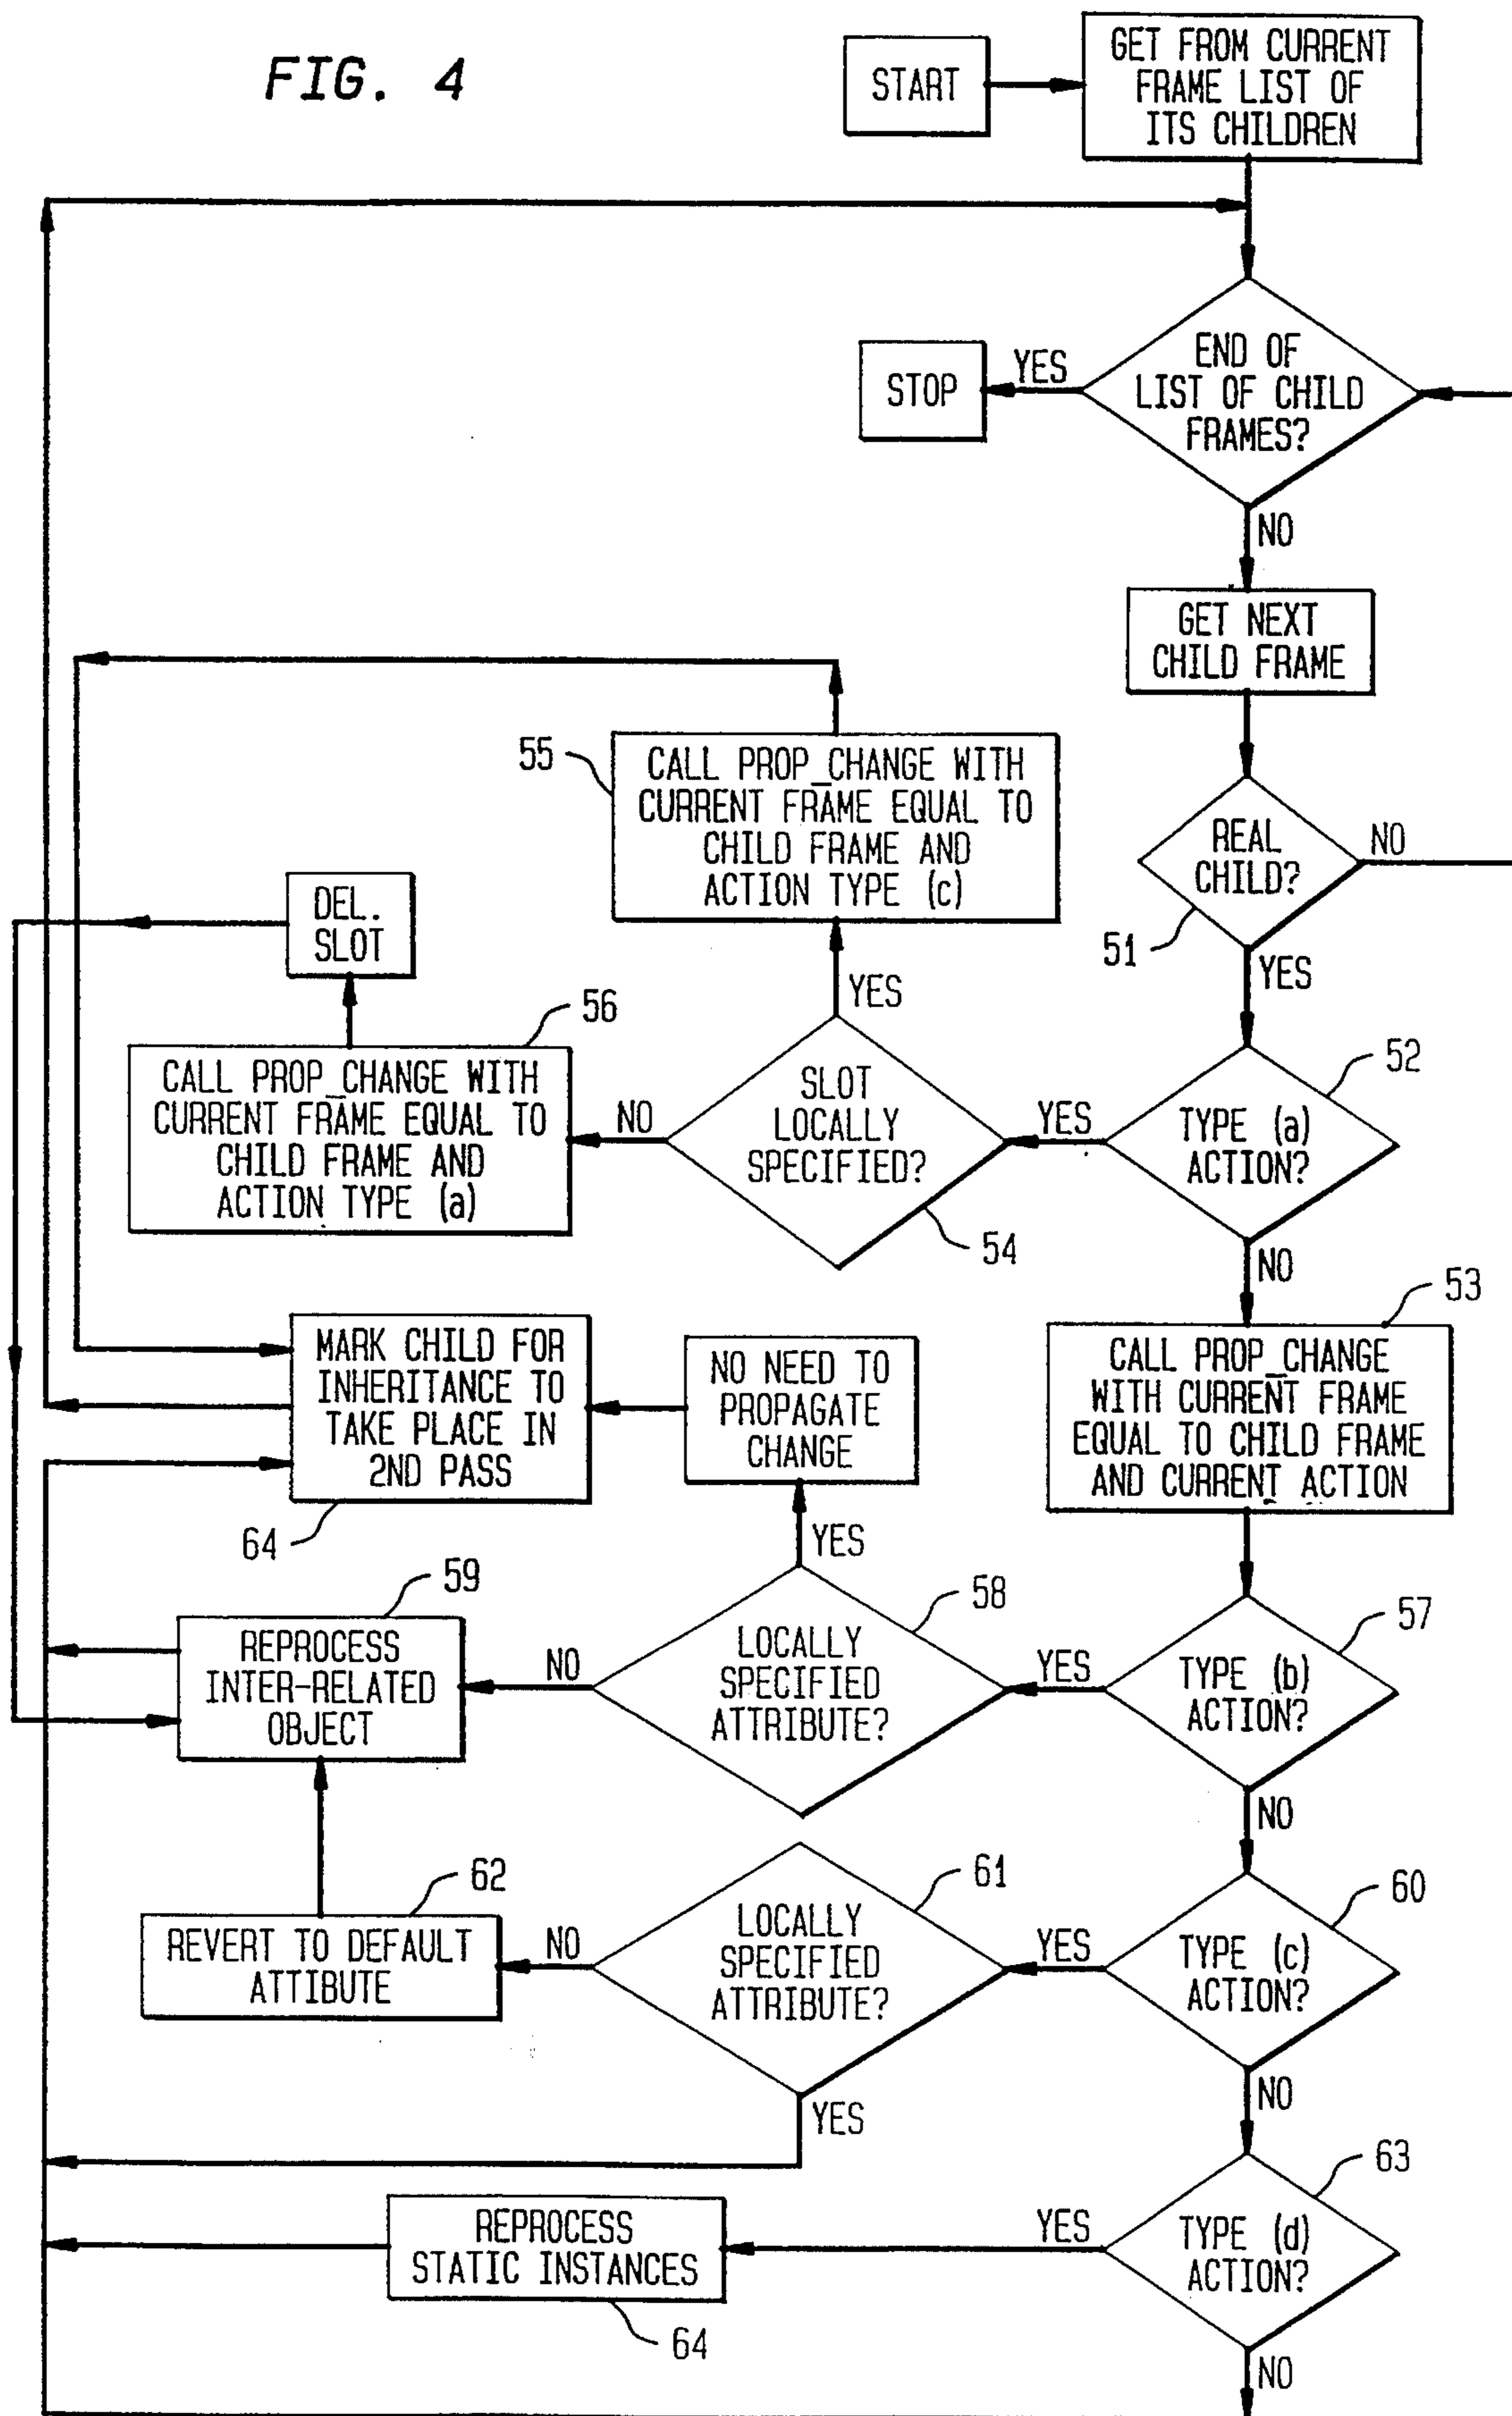 FIG. 4
START
GET FROM CURRENT
FRAME LIST OF
ITS CHILDREN
END OF
LIST OF CHILD
FRAMES?
YES
STOP
NO
GET NEXT
CHILD FRAME
REAL
CHILD?
NO
51
YES
55
CALL PROP_CHANGE WITH
CURRENT FRAME EQUAL TO
CHILD FRAME AND
ACTION TYPE (c)
DEL.
SLOT
YES
56
CALL PROP_CHANGE WITH
CURRENT FRAME EQUAL TO
CHILD FRAME AND
ACTION TYPE (a)
NO
SLOT
LOCALLY
SPECIFIED?
54
YES
52
TYPE (a)
ACTION?
NO
53
CALL PROP_CHANGE
WITH CURRENT FRAME
EQUAL TO CHILD FRAME
AND CURRENT ACTION
MARK CHILD FOR
INHERITANCE TO
TAKE PLACE IN
2ND PASS
64
NO NEED TO
PROPAGATE
CHANGE
YES
59
REPROCESS
INTER-RELATED
OBJECT
NO
58
LOCALLY
SPECIFIED
ATTRIBUTE?
YES
57
TYPE (b)
ACTION?
NO
62
REVERT TO DEFAULT
ATTIBUTE
NO
61
LOCALLY
SPECIFIED
ATTRIBUTE?
YES
YES
60
TYPE (c)
ACTION?
NO
REPROCESS
STATIC INSTANCES
64
YES
63
TYPE (d)
ACTION?
NO